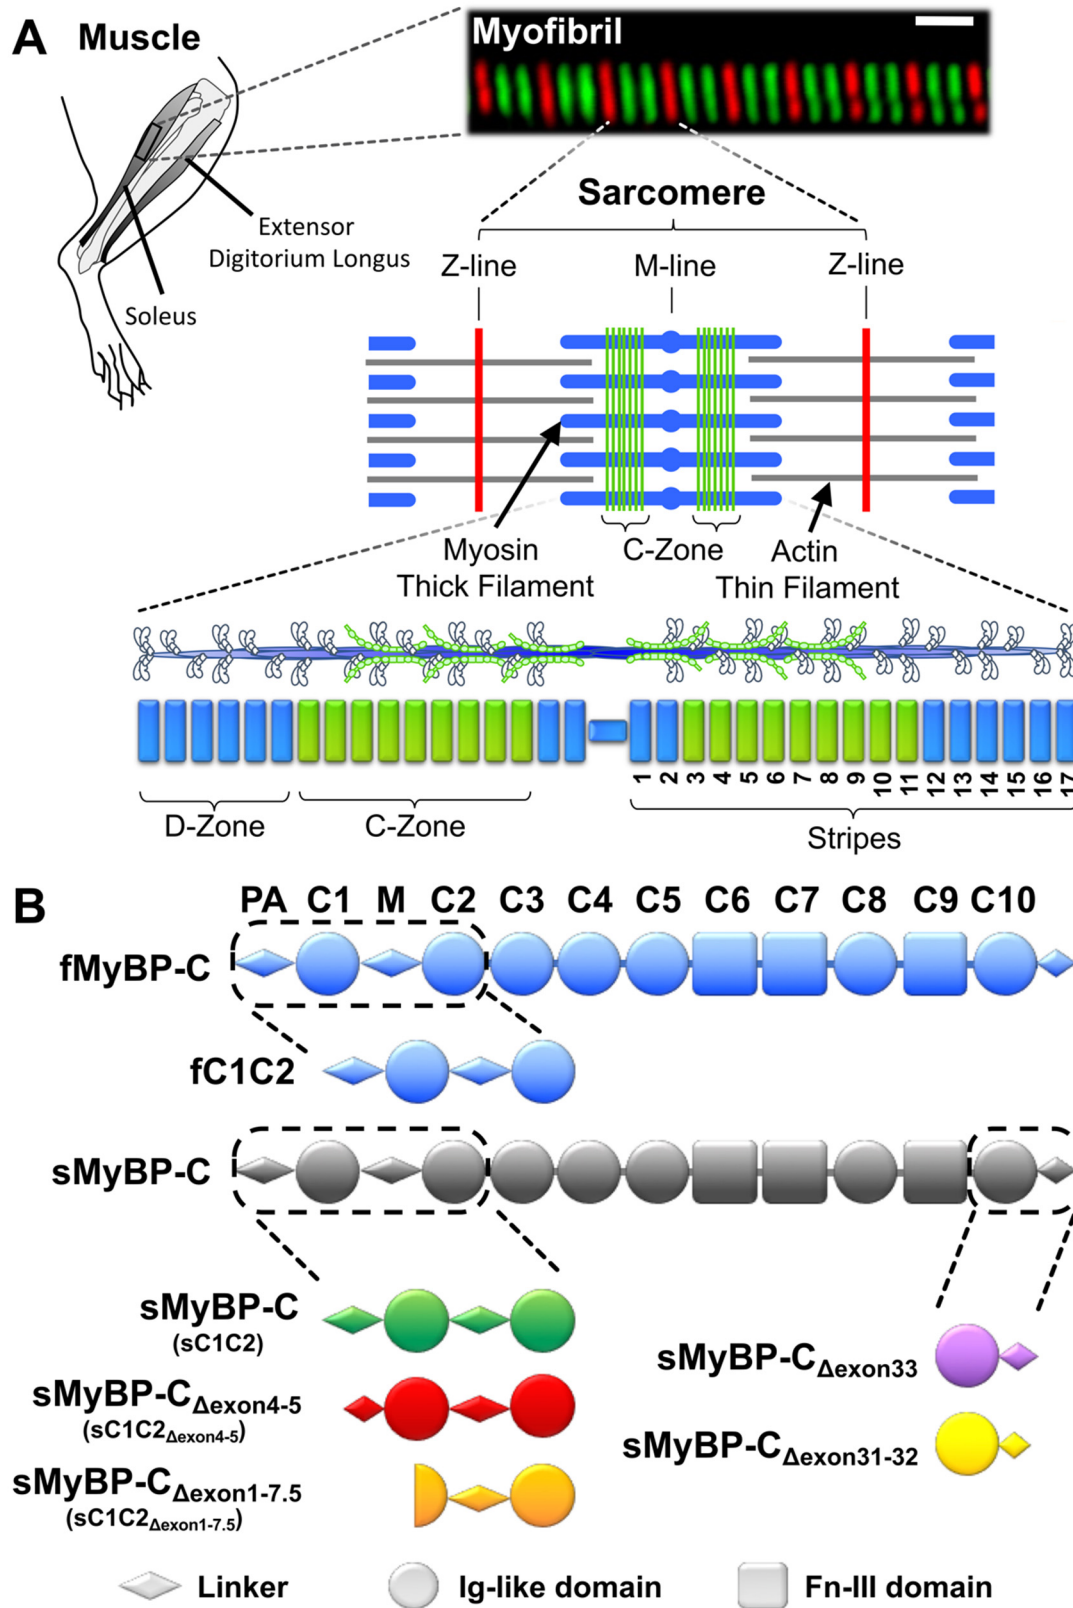 A
Muscle
Myofibril
Extensor
Digitorium Longus
Soleus
Sarcomere
Z-line
M-line
Z-line
Myosin
Thick Filament
C-Zone
Actin
Thin Filament
1 2 3 4 5 6 7 8 9 10 11 12 13 14 15 16 17
D-Zone
C-Zone
Stripes
B
PA C1 M C2 C3 C4 C5 C6 C7 C8 C9 C10
fMyBP-C
fC1C2
sMyBP-C
sMyBP-C
(sC1C2)
sMyBP-CΔexon33
sMyBP-CΔexon4-5
(sC1C2Δexon4-5)
sMyBP-CΔexon31-32
sMyBP-CΔexon1-7.5
(sC1C2Δexon1-7.5)
Linker
Ig-like domain
Fn-III domain